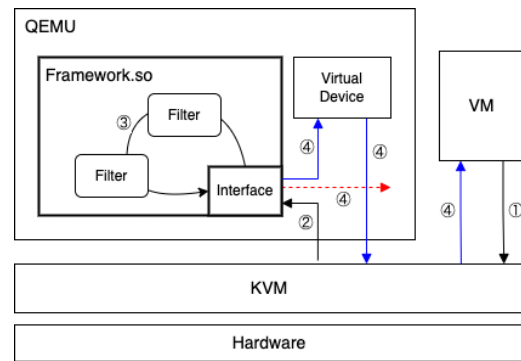 QEMU
Framework.so
Filter
③
Filter
Interface
Virtual
Device
④
④
④
②
VM
④
①
KVM
Hardware